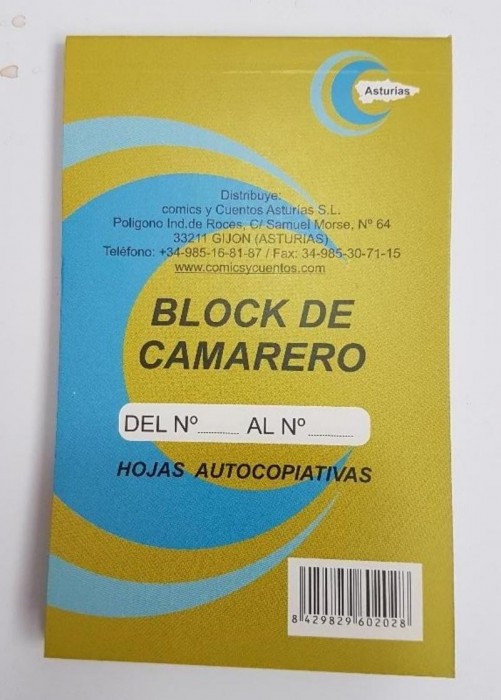 Asturias
Distribuye:
comics y Cuentos Asturias S.L.
Poligono Ind.de Roces, C/ Samuel Morse, Nº 64
33211 GIJON (ASTURIAS)
Teléfono: +34-985-16-81-87 / Fax: 34-985-30-71-15
www.comicsycuentos.com
BLOCK DE
CAMARERO
DEL Nº........ AL Nº.........
HOJAS AUTOCOPIATIVAS
8 429829 602028